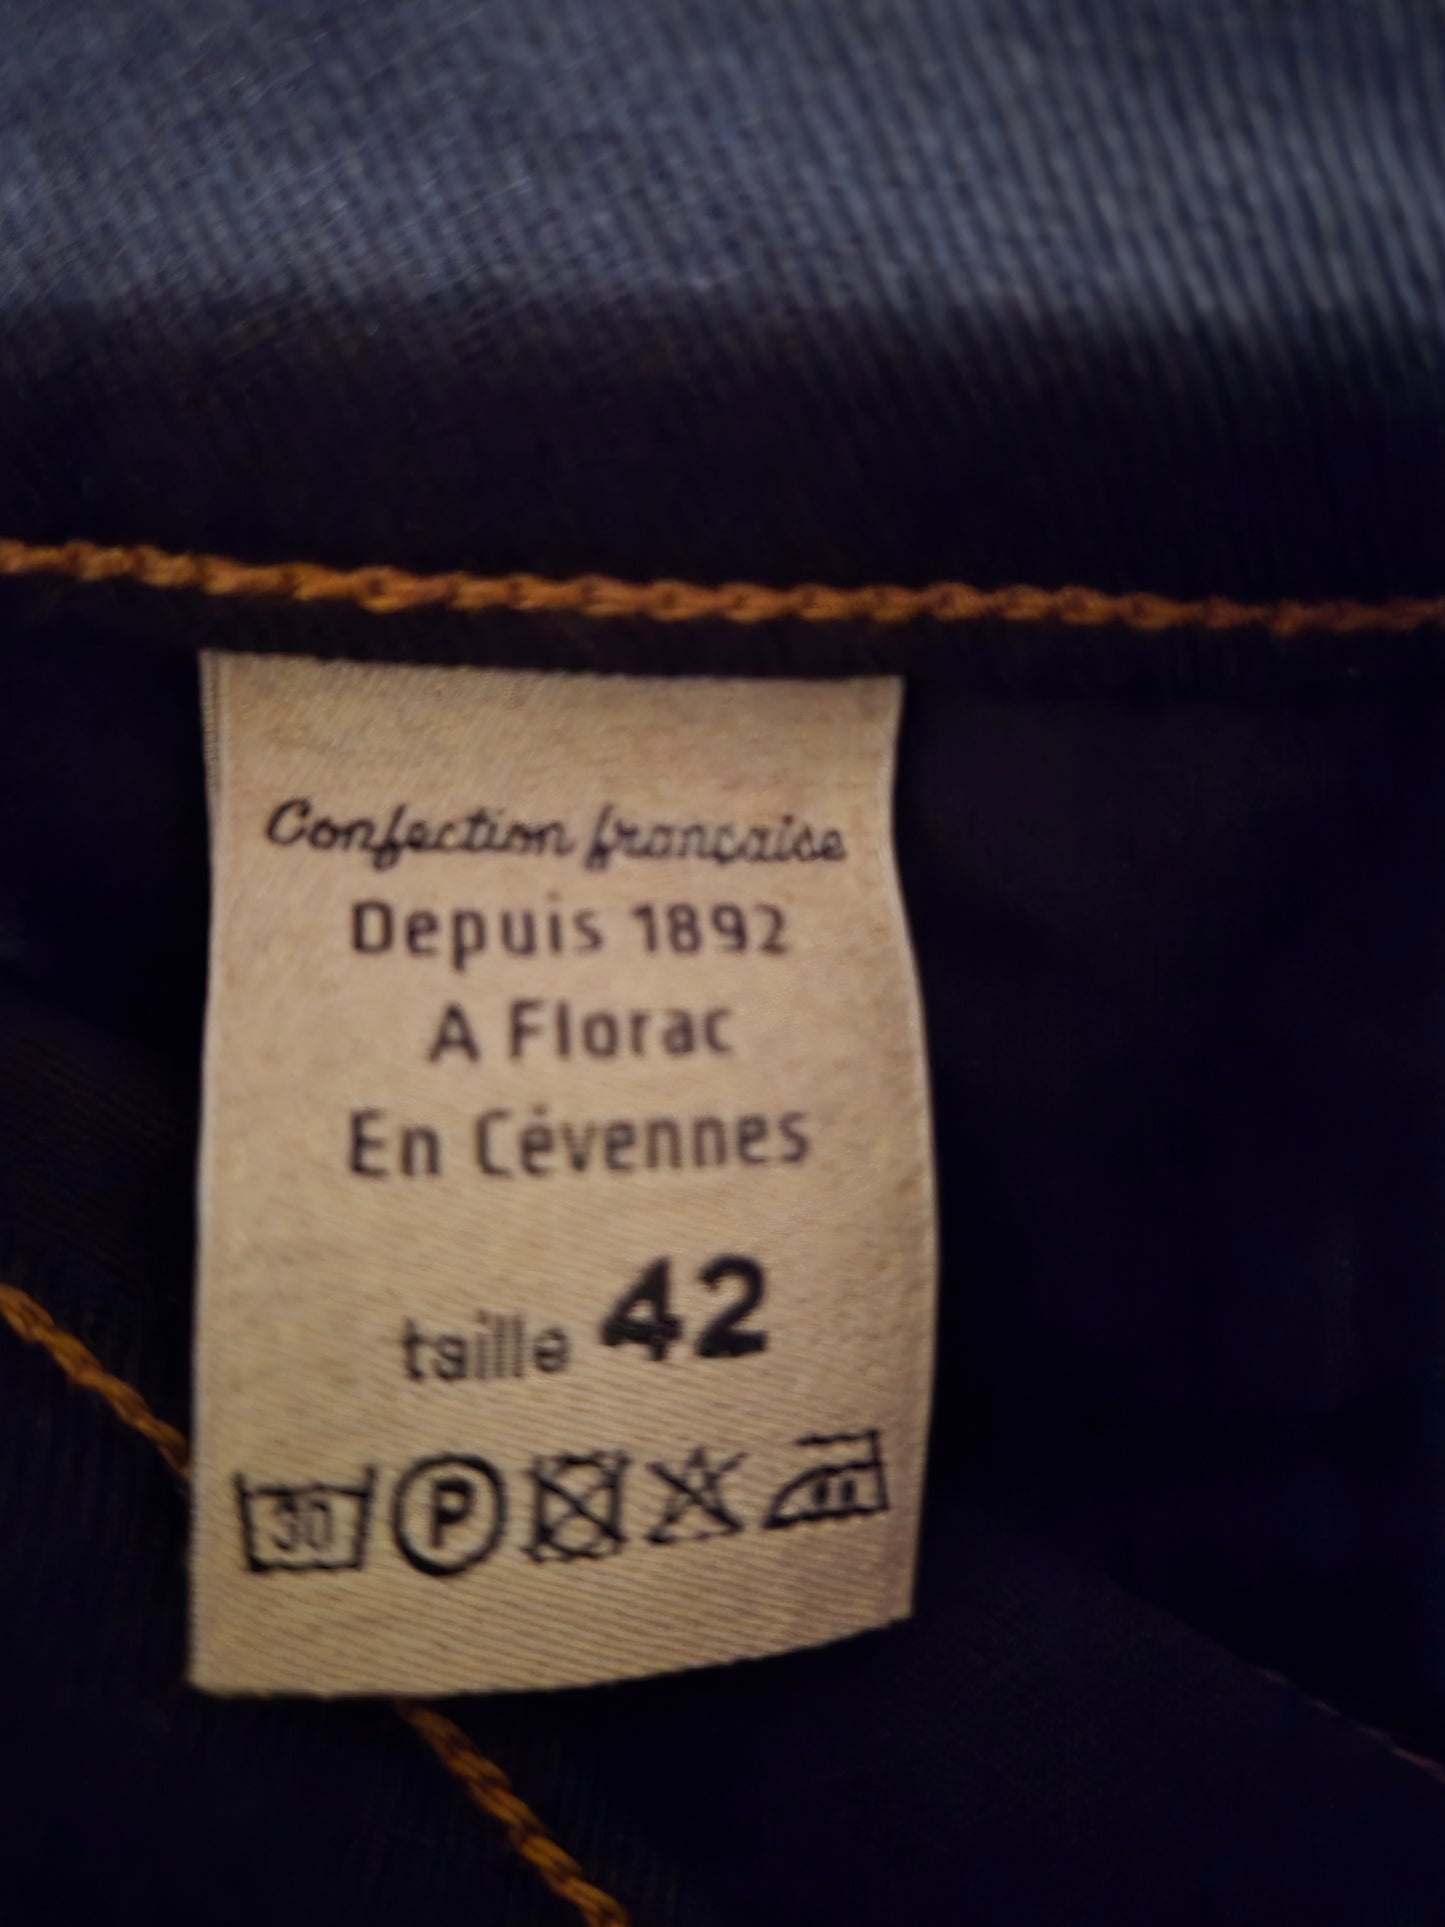 Confection française
Depuis 1892
A Florac
En Cévennes
taille 42
30 P